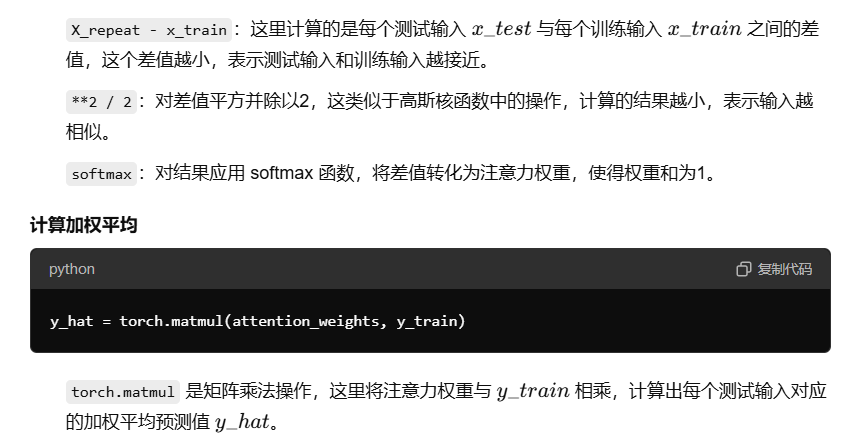 X_repeat - x_train：这里计算的是每个测试输入 x_test 与每个训练输入 x_train 之间的差
值，这个差值越小，表示测试输入和训练输入越接近。
**2 / 2：对差值平方并除以2，这类似于高斯核函数中的操作，计算的结果越小，表示输入越
相似。
softmax：对结果应用 softmax 函数，将差值转化为注意力权重，使得权重和为1。
计算加权平均
python 复制代码
y_hat = torch.matmul(attention_weights, y_train)
torch.matmul 是矩阵乘法操作，这里将注意力权重与 y_train 相乘，计算出每个测试输入对应
的加权平均预测值 y_hat。